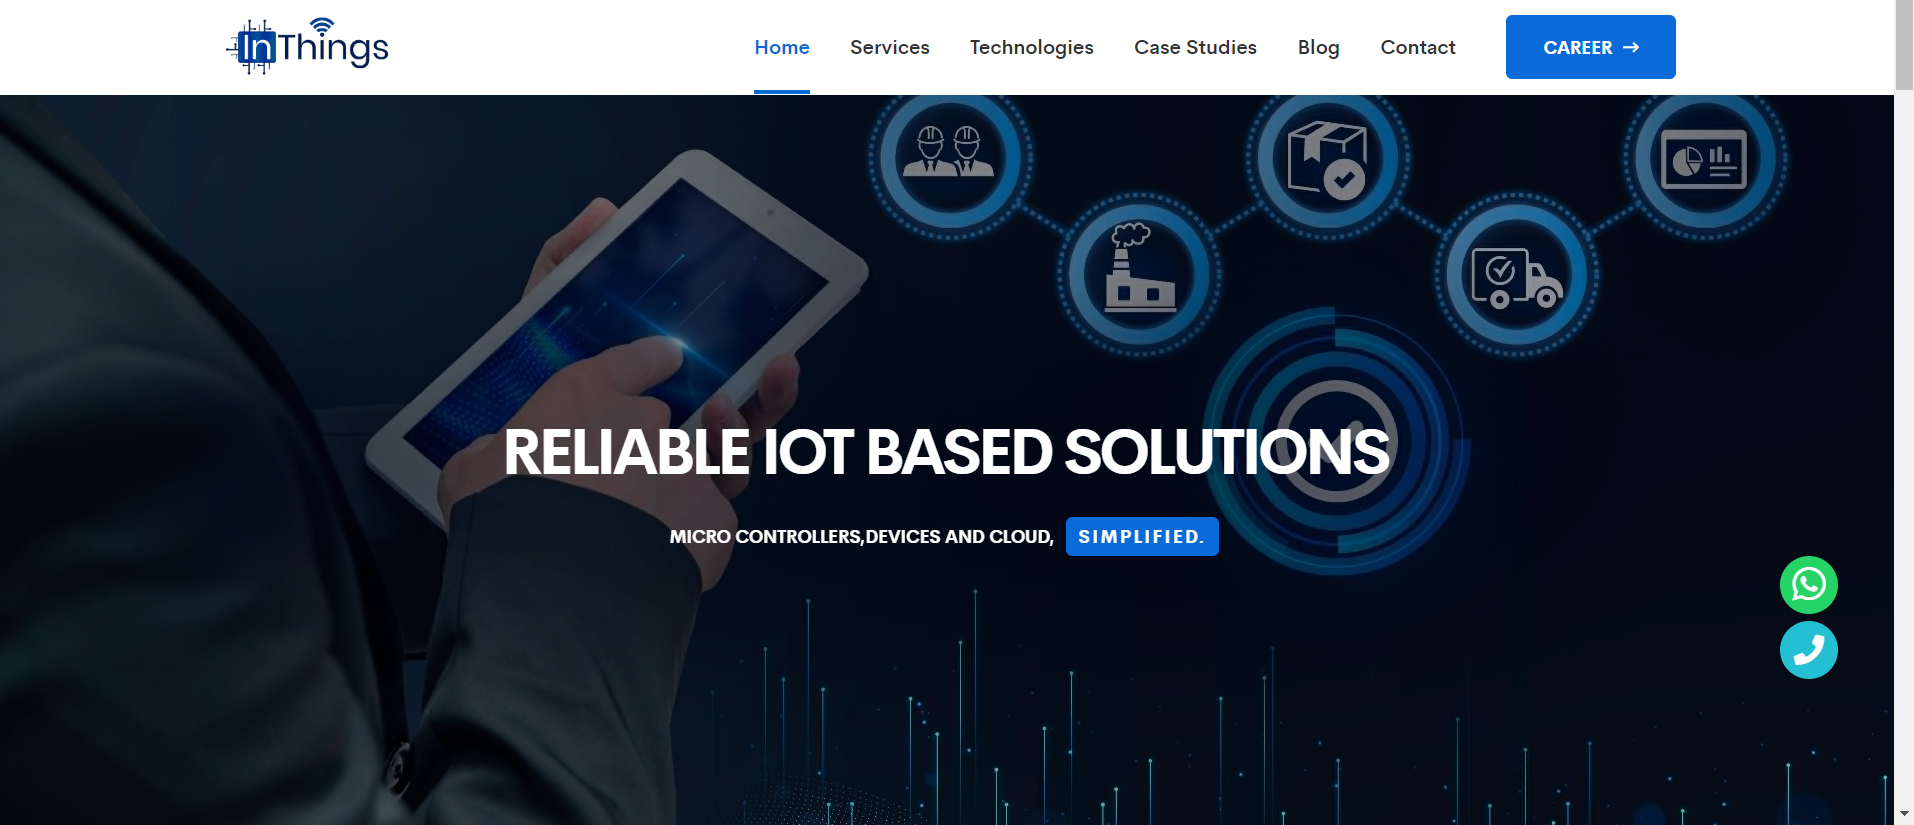 InThings
Home Services Technologies Case Studies Blog Contact CAREER →
RELIABLE IOT BASED SOLUTIONS
MICRO CONTROLLERS,DEVICES AND CLOUD, SIMPLIFIED.